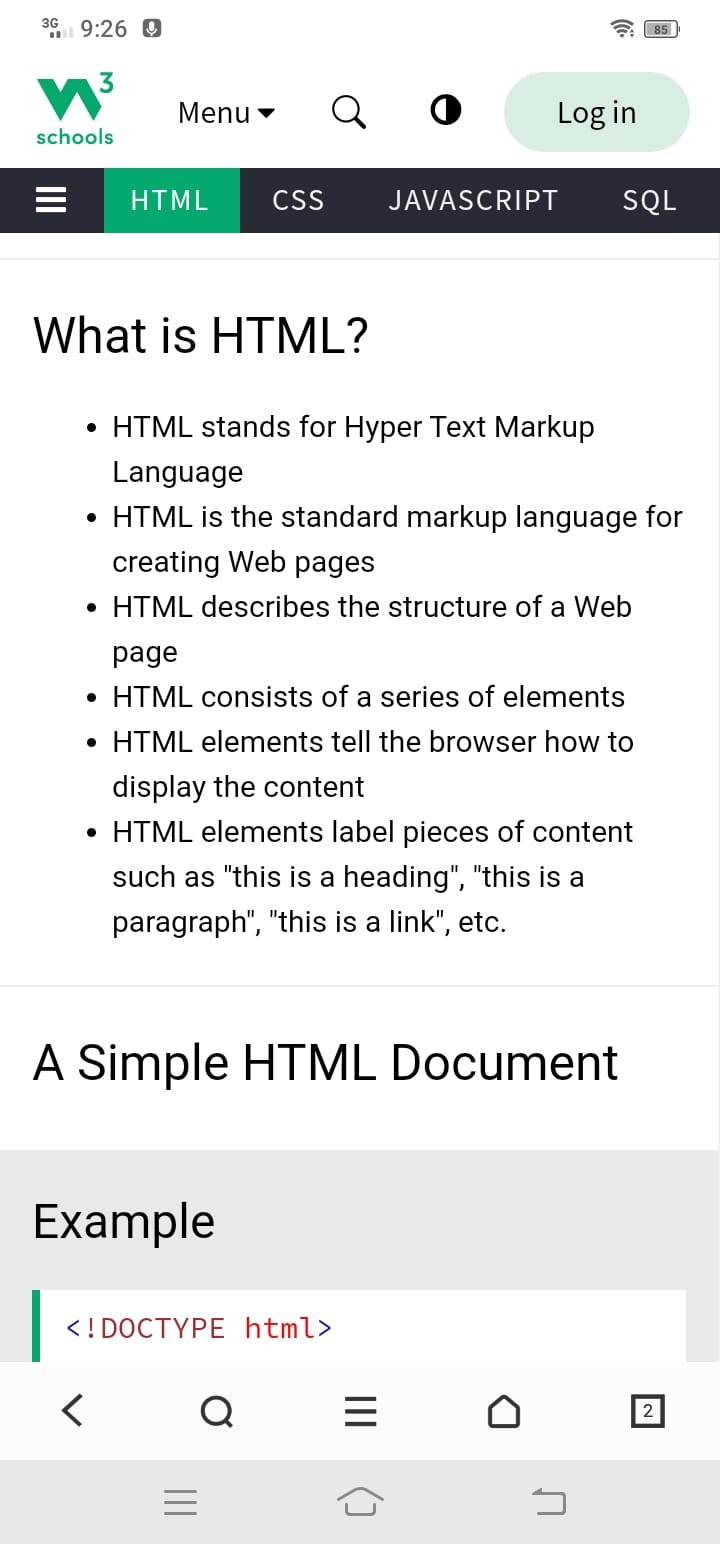 3G 9:26 85
W3
schools
Menu
Log in
HTML CSS JAVASCRIPT SQL
What is HTML?
• HTML stands for Hyper Text Markup
Language
• HTML is the standard markup language for
creating Web pages
• HTML describes the structure of a Web
page
• HTML consists of a series of elements
• HTML elements tell the browser how to
display the content
• HTML elements label pieces of content
such as "this is a heading", "this is a
paragraph", "this is a link", etc.
A Simple HTML Document
Example
<!DOCTYPE html>
2